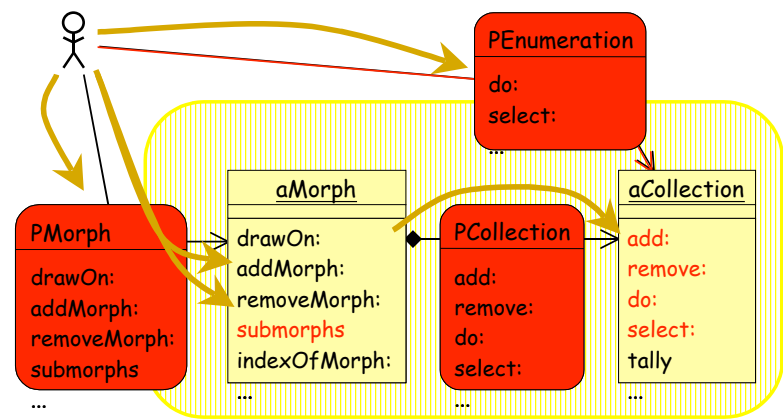 PEnumeration
do:
select:
...
PMorph
drawOn:
addMorph:
removeMorph:
submorphs
...
aMorph
drawOn:
addMorph:
removeMorph:
submorphs
indexOfMorph:
...
PCollection
add:
remove:
do:
select:
...
aCollection
add:
remove:
do:
select:
tally
...